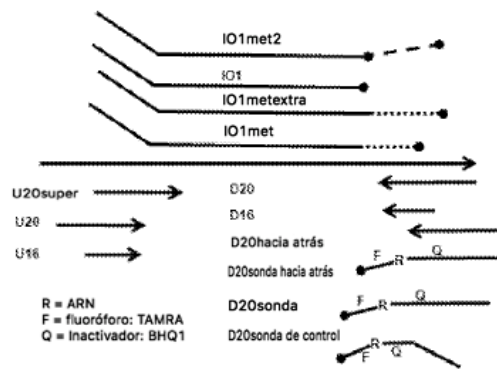 IO1met2
IO1
IO1metextra
IO1met
U20super
D20
U20
D16
U16
D20hacia atrás
F R Q
D20sonda hacia atrás
R = ARN
F = fluoróforo: TAMRA
Q = Inactivador: BHQ1
D20sonda
F R Q
D20sonda de control
F R Q